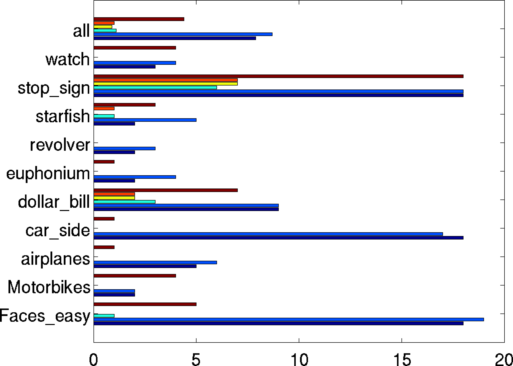 all
watch
stop_sign
starfish
revolver
euphonium
dollar_bill
car_side
airplanes
Motorbikes
Faces_easy
0 5 10 15 20